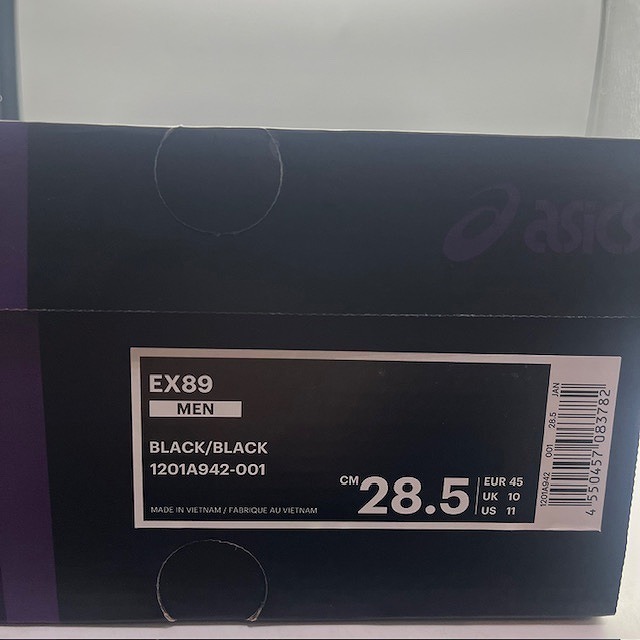 asics
EX89
MEN
BLACK/BLACK
1201A942-001
CM 28.5
EUR 45
UK 10
US 11
MADE IN VIETNAM / FABRIQUE AU VIETNAM
1201A942 001 28.5 JAN
4 550457 083782